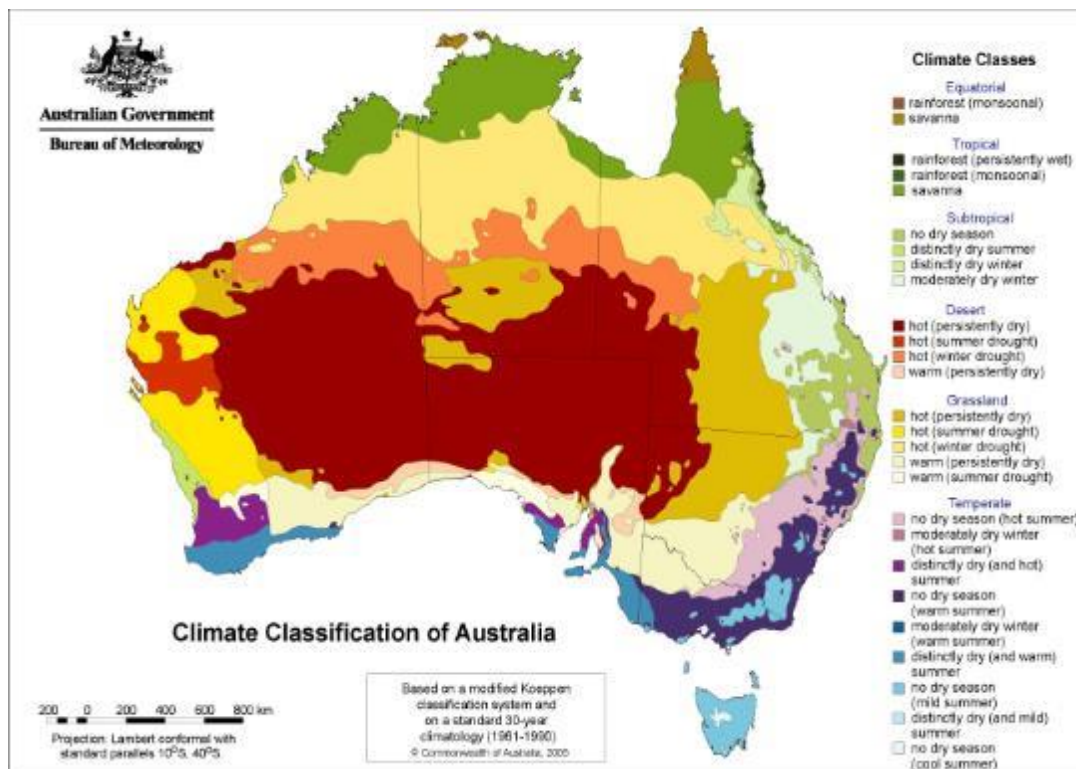 Australian Government
Bureau of Meteorology
Climate Classes
Equatorial
rainforest (monsoonal)
savanna
Tropical
rainforest (persistently wet)
rainforest (monsoonal)
savanna
Subtropical
no dry season
distinctly dry summer
distinctly dry winter
moderately dry winter
Desert
hot (persistently dry)
hot (summer drought)
hot (winter drought)
warm (persistently dry)
Grassland
hot (persistently dry)
hot (summer drought)
hot (winter drought)
warm (persistently dry)
warm (summer drought)
Temperate
no dry season (hot summer)
moderately dry winter
(hot summer)
distinctly dry (and hot)
summer
no dry season
(warm summer)
moderately dry winter
(warm summer)
distinctly dry (and warm)
summer
no dry season
(mild summer)
distinctly dry (and mild)
summer
no dry season
(cool summer)
Climate Classification of Australia
Based on a modified Koeppen
classification system and
on a standard 30-year
climatology (1961-1990)
© Commonwealth of Australia, 2005
200 0 200 400 600 800 km
Projection: Lambert conformal with
standard parallels 10°S, 40°S.